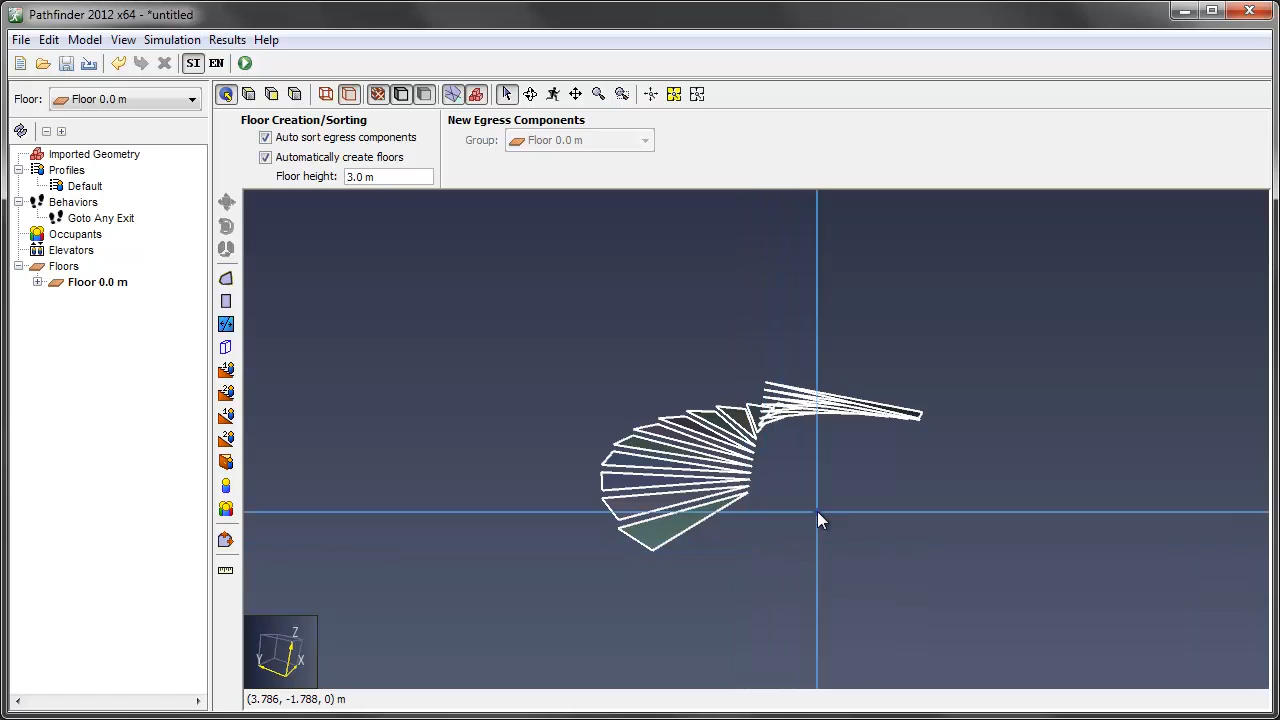 Pathfinder 2012 x64 - *untitled
File Edit Model View Simulation Results Help
SI EN
Floor: Floor 0.0 m
Floor Creation/Sorting
Auto sort egress components
Automatically create floors
Floor height: 3.0 m
New Egress Components
Group: Floor 0.0 m
Imported Geometry
Profiles
Default
Behaviors
Goto Any Exit
Occupants
Elevators
Floors
Floor 0.0 m
Z
Y X
(3.786, -1.788, 0) m